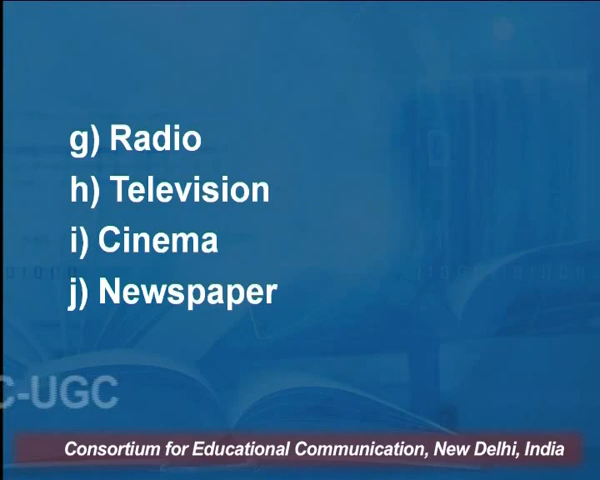 g) Radio
h) Television
i) Cinema
j) Newspaper
C-UGC
Consortium for Educational Communication, New Delhi, India